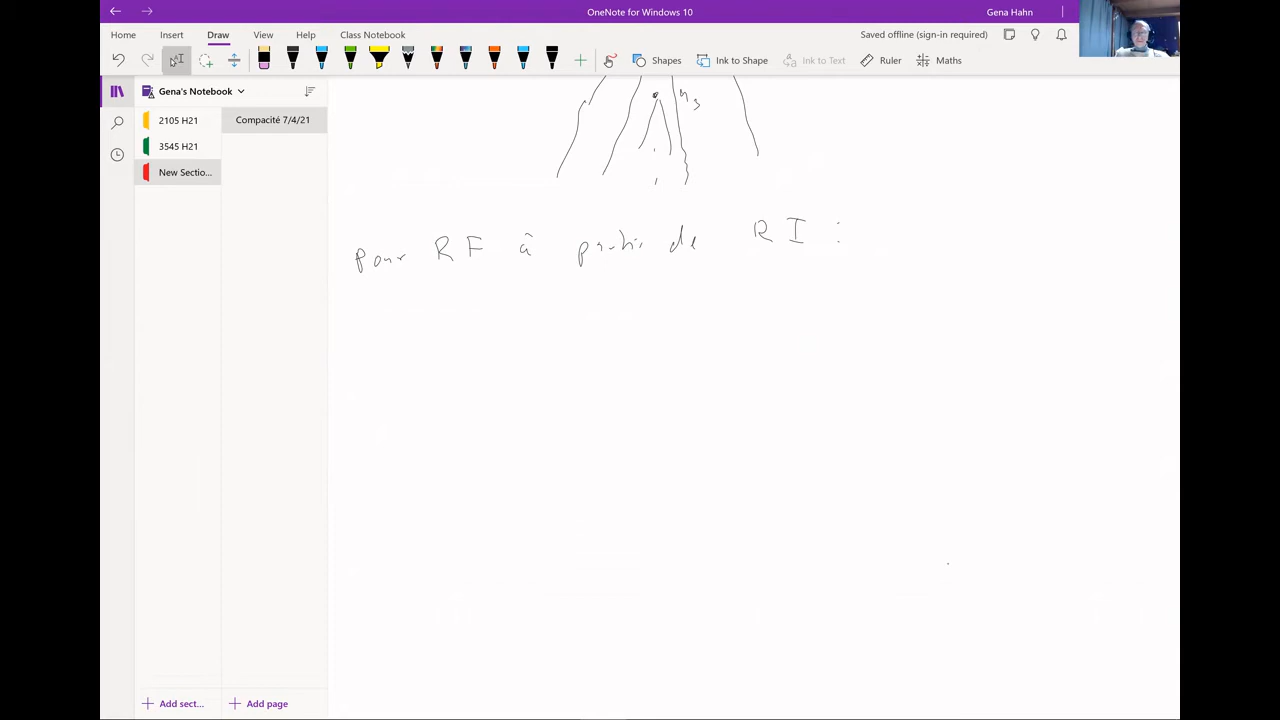 OneNote for Windows 10
Gena Hahn
Home Insert Draw View Help Class Notebook
Saved offline (sign-in required)
Shapes Ink to Shape Ink to Text Ruler Maths
Gena's Notebook
2105 H21
3545 H21
New Sectio...
Compacité 7/4/21
pour RF à partir de RI :
Add sect...
Add page